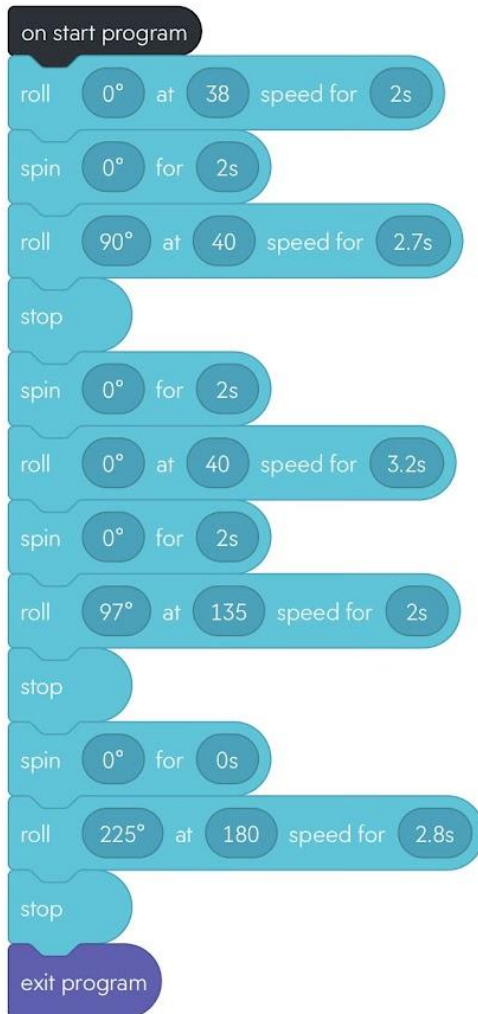 on start program
roll 0° at 38 speed for 2s
spin 0° for 2s
roll 90° at 40 speed for 2.7s
stop
spin 0° for 2s
roll 0° at 40 speed for 3.2s
spin 0° for 2s
roll 97° at 135 speed for 2s
stop
spin 0° for 0s
roll 225° at 180 speed for 2.8s
stop
exit program